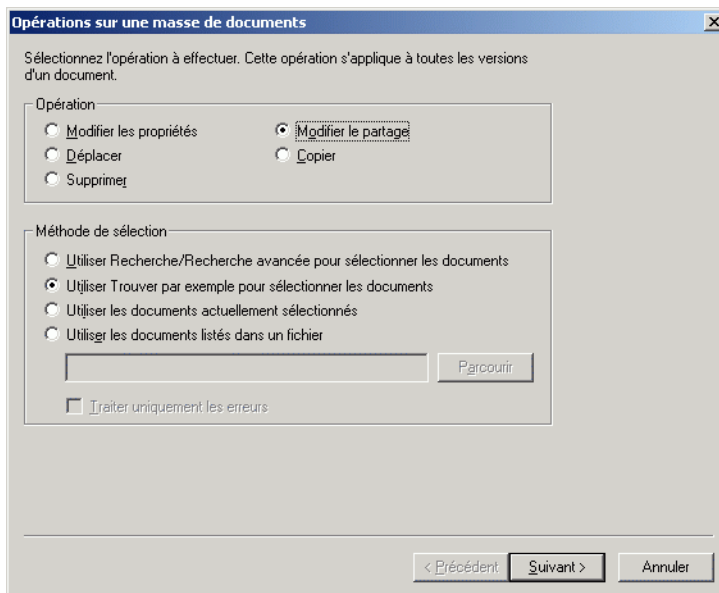 Opérations sur une masse de documents
Sélectionnez l'opération à effectuer. Cette opération s'applique à toutes les versions
d'un document.
Opération
Modifier les propriétés
Modifier le partage
Déplacer
Copier
Supprimer
Méthode de sélection
Utiliser Recherche/Recherche avancée pour sélectionner les documents
Utiliser Trouver par exemple pour sélectionner les documents
Utiliser les documents actuellement sélectionnés
Utiliser les documents listés dans un fichier
Parcourir
Traiter uniquement les erreurs
< Précédent
Suivant >
Annuler